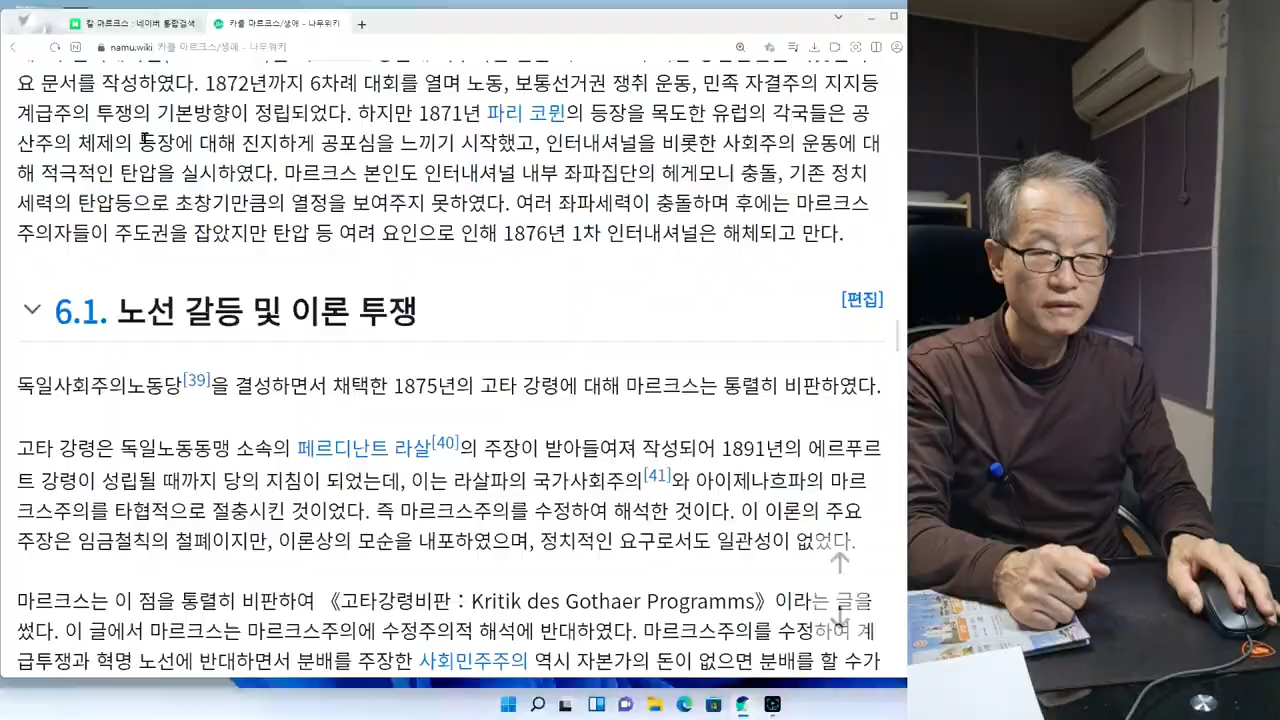 칼 마르크스 : 네이버 통합검색
카를 마르크스/생애 - 나무위키
namu.wiki 카를 마르크스/생애 - 나무위키
요 문서를 작성하였다. 1872년까지 6차례 대회를 열며 노동, 보통선거권 쟁취 운동, 민족 자결주의 지지등
계급주의 투쟁의 기본방향이 정립되었다. 하지만 1871년 파리 코뮌의 등장을 목도한 유럽의 각국들은 공
산주의 체제의 등장에 대해 진지하게 공포심을 느끼기 시작했고, 인터내셔널을 비롯한 사회주의 운동에 대
해 적극적인 탄압을 실시하였다. 마르크스 본인도 인터내셔널 내부 좌파집단의 헤게모니 충돌, 기존 정치
세력의 탄압등으로 초창기만큼의 열정을 보여주지 못하였다. 여러 좌파세력이 충돌하며 후에는 마르크스
주의자들이 주도권을 잡았지만 탄압 등 여려 요인으로 인해 1876년 1차 인터내셔널은 해체되고 만다.
6.1. 노선 갈등 및 이론 투쟁
[편집]
독일사회주의노동당[39]을 결성하면서 채택한 1875년의 고타 강령에 대해 마르크스는 통렬히 비판하였다.
고타 강령은 독일노동동맹 소속의 페르디난트 라살[40]의 주장이 받아들여져 작성되어 1891년의 에르푸르
트 강령이 성립될 때까지 당의 지침이 되었는데, 이는 라살파의 국가사회주의[41]와 아이제나흐파의 마르
크스주의를 타협적으로 절충시킨 것이었다. 즉 마르크스주의를 수정하여 해석한 것이다. 이 이론의 주요
주장은 임금철칙의 철폐이지만, 이론상의 모순을 내포하였으며, 정치적인 요구로서도 일관성이 없었다.
마르크스는 이 점을 통렬히 비판하여 《고타강령비판 : Kritik des Gothaer Programms》이라는 글을
썼다. 이 글에서 마르크스는 마르크스주의에 수정주의적 해석에 반대하였다. 마르크스주의를 수정하여 계
급투쟁과 혁명 노선에 반대하면서 분배를 주장한 사회민주주의 역시 자본가의 돈이 없으면 분배를 할 수가